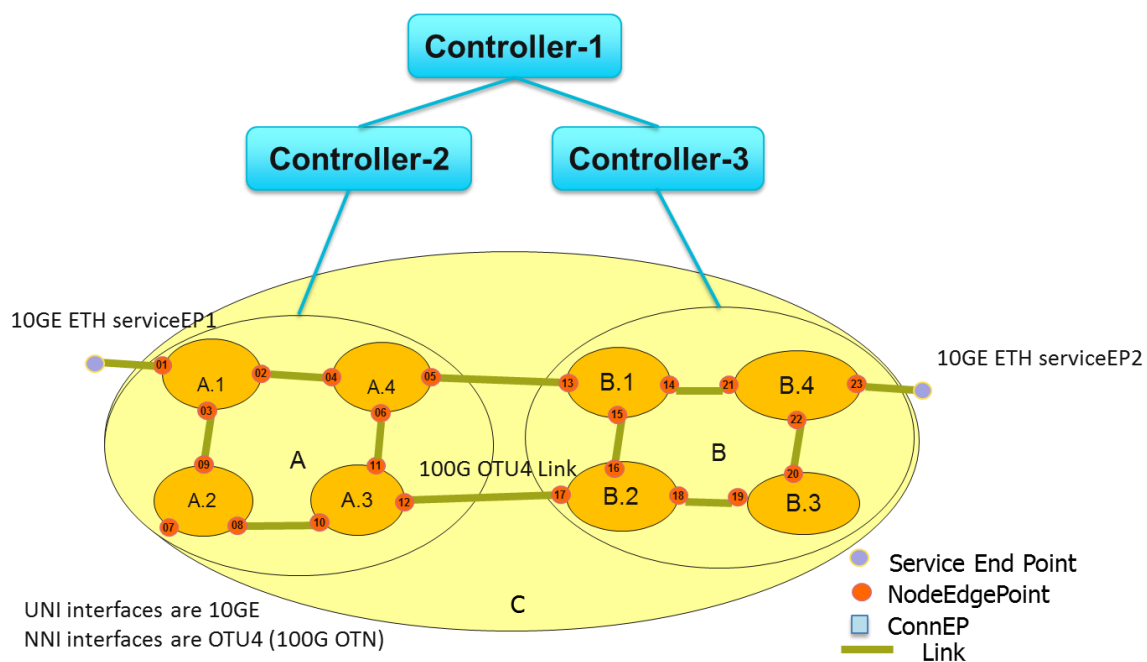 Controller-1
Controller-2
Controller-3
10GE ETH serviceEP1
10GE ETH serviceEP2
01
A.1
02
04
A.4
05
13
B.1
14
21
B.4
23
03
06
15
22
09
A
11
100G OTU4 Link
16
B
20
A.2
A.3
12
17
B.2
18
19
B.3
07
08
10
Service End Point
C
NodeEdgePoint
UNI interfaces are 10GE
ConnEP
NNI interfaces are OTU4 (100G OTN)
Link